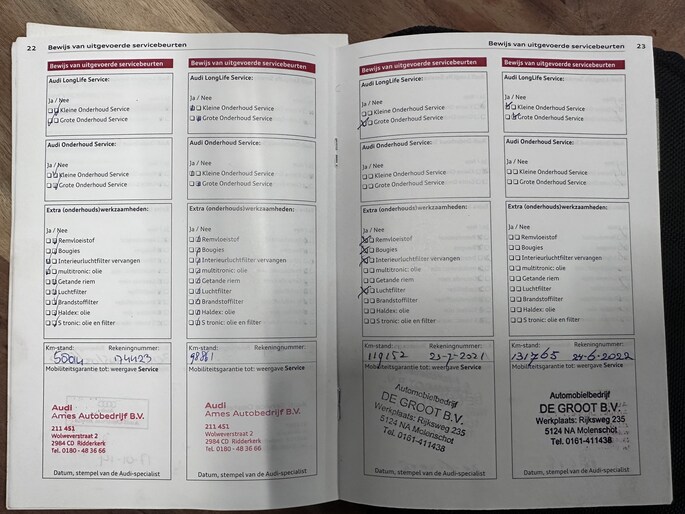 22 Bewijs van uitgevoerde servicebeurten
Bewijs van uitgevoerde servicebeurten
Audi LongLife Service:
Ja / Nee
Kleine Onderhoud Service
Grote Onderhoud Service
Audi Onderhoud Service:
Ja / Nee
Kleine Onderhoud Service
Grote Onderhoud Service
Extra (onderhouds)werkzaamheden:
Ja / Nee
Remvloeistof
Bougies
Interieurluchtfilter vervangen
multitronic: olie
Getande riem
Luchtfilter
Brandstoffilter
Haldex: olie
S tronic: olie en filter
Km-stand: Rekeningnummer:
174423
Mobiliteitsgarantie tot: weergave Service
Audi
Ames Autobedrijf B.V.
211 451
Wolweverstraat 2
2984 CD Ridderkerk
Tel. 0180 - 48 36 66
Datum, stempel van de Audi-specialist
Bewijs van uitgevoerde servicebeurten
Audi LongLife Service:
Ja / Nee
Kleine Onderhoud Service
Grote Onderhoud Service
Audi Onderhoud Service:
Ja / Nee
Kleine Onderhoud Service
Grote Onderhoud Service
Extra (onderhouds)werkzaamheden:
Ja / Nee
Remvloeistof
Bougies
Interieurluchtfilter vervangen
multitronic: olie
Getande riem
Luchtfilter
Brandstoffilter
Haldex: olie
S tronic: olie en filter
Km-stand: Rekeningnummer:
98861
Mobiliteitsgarantie tot: weergave Service
Audi
Ames Autobedrijf B.V.
211 451
Wolweverstraat 2
2984 CD Ridderkerk
Tel. 0180 - 48 36 66
Datum, stempel van de Audi-specialist
Bewijs van uitgevoerde servicebeurten 23
Bewijs van uitgevoerde servicebeurten
Audi LongLife Service:
Ja / Nee
Kleine Onderhoud Service
Grote Onderhoud Service
Audi Onderhoud Service:
Ja / Nee
Kleine Onderhoud Service
Grote Onderhoud Service
Extra (onderhouds)werkzaamheden:
Ja / Nee
Remvloeistof
Bougies
Interieurluchtfilter vervangen
multitronic: olie
Getande riem
Luchtfilter
Brandstoffilter
Haldex: olie
S tronic: olie en filter
Km-stand: Rekeningnummer:
119152 23-7-2021
Mobiliteitsgarantie tot: weergave Service
Automobielbedrijf
DE GROOT B.V.
Werkplaats: Rijksweg 235
5124 NA Molenschot
Tel. 0161-411438
Datum, stempel van de Audi-specialist
Bewijs van uitgevoerde servicebeurten
Audi LongLife Service:
Ja / Nee
Kleine Onderhoud Service
Grote Onderhoud Service
Audi Onderhoud Service:
Ja / Nee
Kleine Onderhoud Service
Grote Onderhoud Service
Extra (onderhouds)werkzaamheden:
Ja / Nee
Remvloeistof
Bougies
Interieurluchtfilter vervangen
multitronic: olie
Getande riem
Luchtfilter
Brandstoffilter
Haldex: olie
S tronic: olie en filter
Km-stand: Rekeningnummer:
131765 24-6-2022
Mobiliteitsgarantie tot: weergave Service
Automobielbedrijf
DE GROOT B.V.
Werkplaats: Rijksweg 235
5124 NA Molenschot
Tel. 0161-411438
Datum, stempel van de Audi-specialist